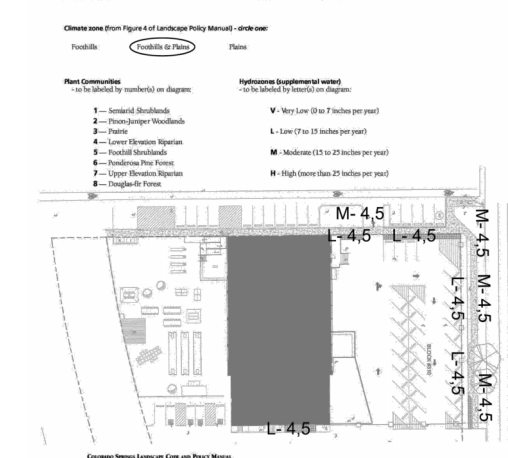 Climate zone (from Figure 4 of Landscape Policy Manual) - circle one:
Foothills Foothills & Plains Plains
Plant Communities
- to be labeled by number(s) on diagram:
1 — Semiarid Shrublands
2 — Pinon-Juniper Woodlands
3 — Prairie
4 — Lower Elevation Riparian
5 — Foothill Shrublands
6 — Ponderosa Pine Forest
7 — Upper Elevation Riparian
8 — Douglas-fir Forest
Hydrozones (supplemental water)
- to be labeled by letter(s) on diagram:
V - Very Low (0 to 7 inches per year)
L - Low (7 to 15 inches per year)
M - Moderate (15 to 25 inches per year)
H - High (more than 25 inches per year)
M- 4,5
L- 4,5 L- 4,5
M- 4,5
M- 4,5
L- 4,5
L- 4,5
M- 4,5
L- 4,5
COLORADO SPRINGS LANDSCAPE CODE AND POLICY MANUAL